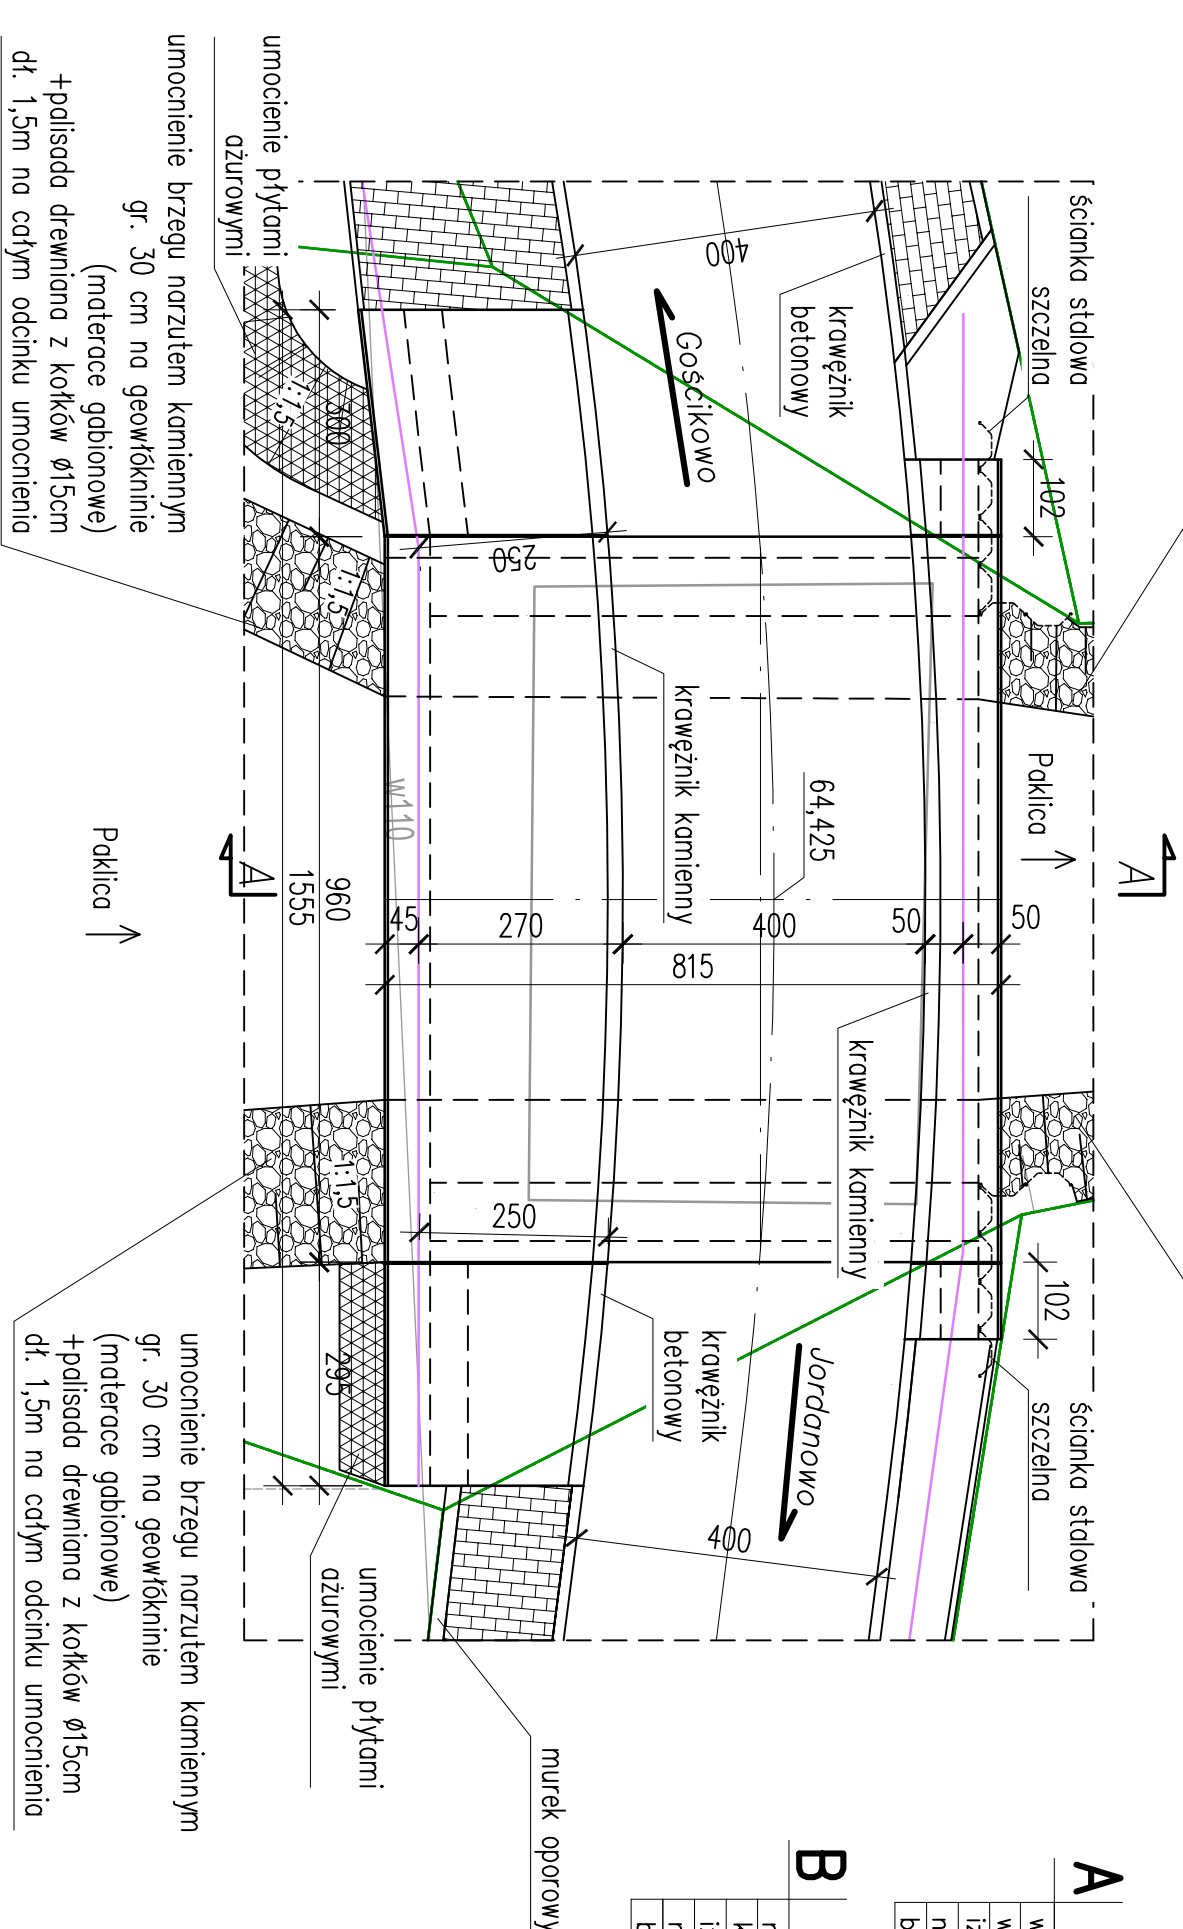 ścianka stalowa
szczelna
102
400
krawężnik
betonowy
Gościkowo
umocienie płytami
ażurowymi
umocnienie brzegu narzutem kamiennym
gr. 30 cm na geowłókninie
(materace gabionowe)
+palisada drewniana z kołków ø15cm
dł. 1,5m na całym odcinku umocnienia
1:1,5
300
1:1,5
250
krawężnik kamienny
64,425
Paklica
A
w110
A
Paklica
960
1555
45
270
400
50
50
815
krawężnik kamienny
1:1,5
250
102
295
krawężnik
betonowy
Jordanowo
400
ścianka stalowa
szczelna
umocnienie brzegu narzutem kamiennym
gr. 30 cm na geowłókninie
(materace gabionowe)
+palisada drewniana z kołków ø15cm
dł. 1,5m na całym odcinku umocnienia
umocienie płytami
ażurowymi
murek oporowy
A
B